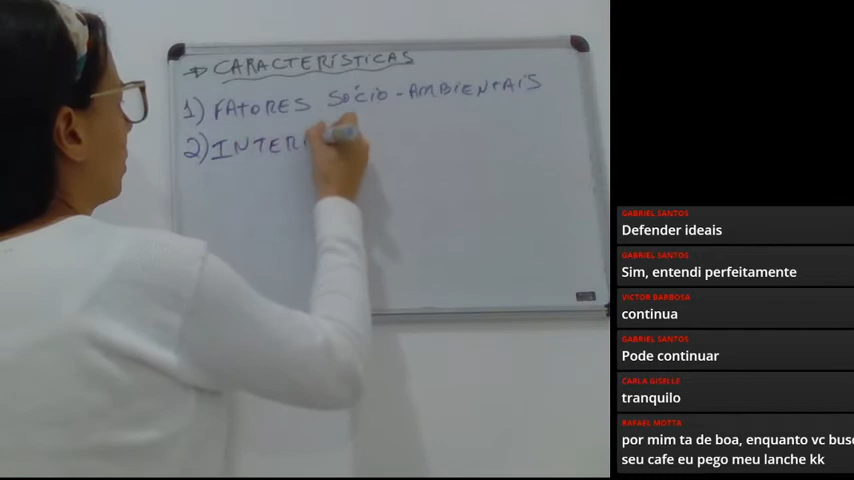 → CARACTERÍSTICAS
1) FATORES SÓCIO-AMBIENTAIS
2) INTER
GABRIEL SANTOS
Defender ideais
GABRIEL SANTOS
Sim, entendi perfeitamente
VICTOR BARBOSA
continua
GABRIEL SANTOS
Pode continuar
CARLA GISELLE
tranquilo
RAFAEL MOTTA
por mim ta de boa, enquanto vc busc
seu cafe eu pego meu lanche kk